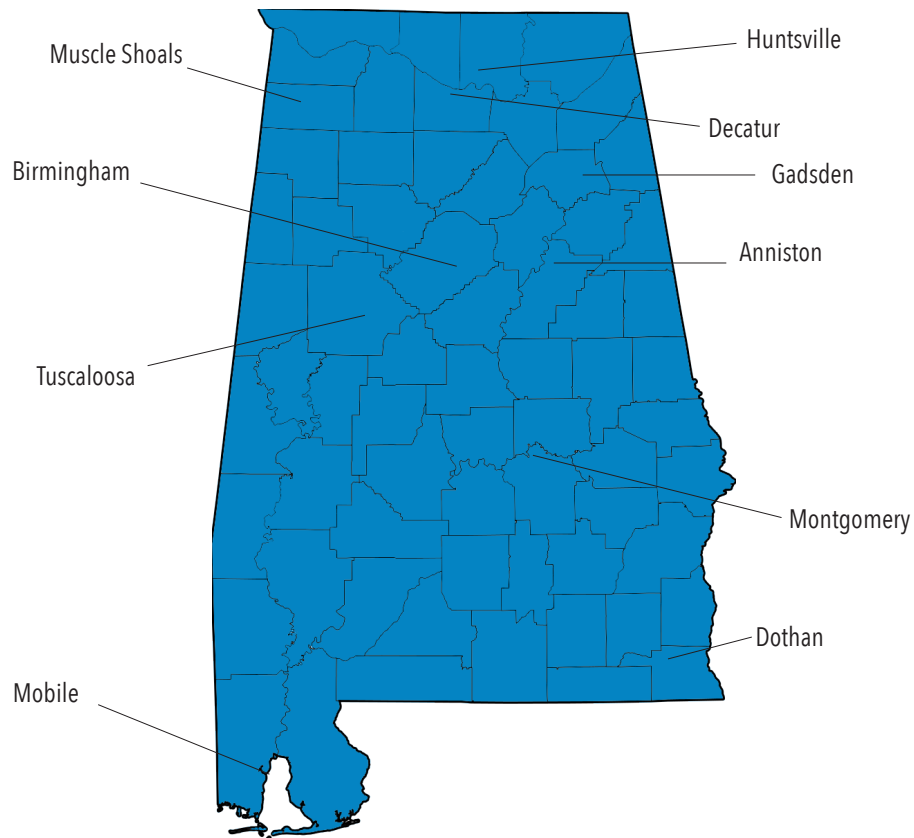 Huntsville
Muscle Shoals
Decatur
Birmingham
Gadsden
Anniston
Tuscaloosa
Montgomery
Dothan
Mobile